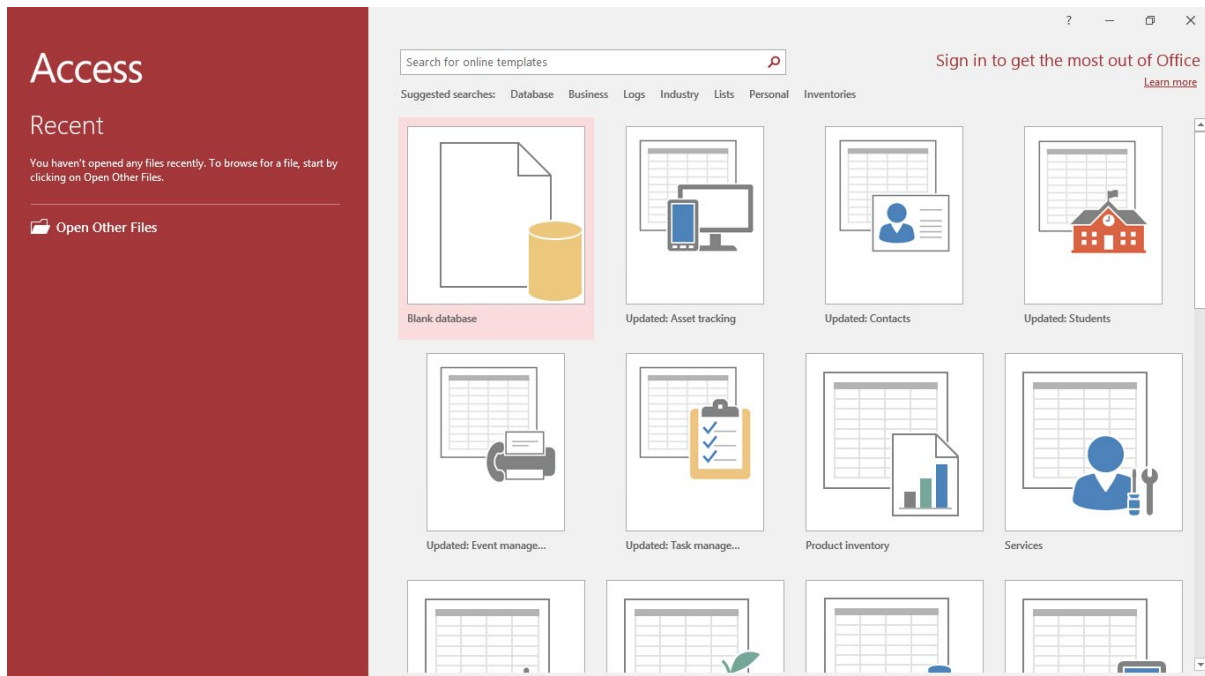 ?
Access
Search for online templates
Sign in to get the most out of Office
Learn more
Suggested searches: Database Business Logs Industry Lists Personal Inventories
Recent
You haven't opened any files recently. To browse for a file, start by
clicking on Open Other Files.
Open Other Files
Blank database
Updated: Asset tracking
Updated: Contacts
Updated: Students
Updated: Event manage...
Updated: Task manage...
Product inventory
Services